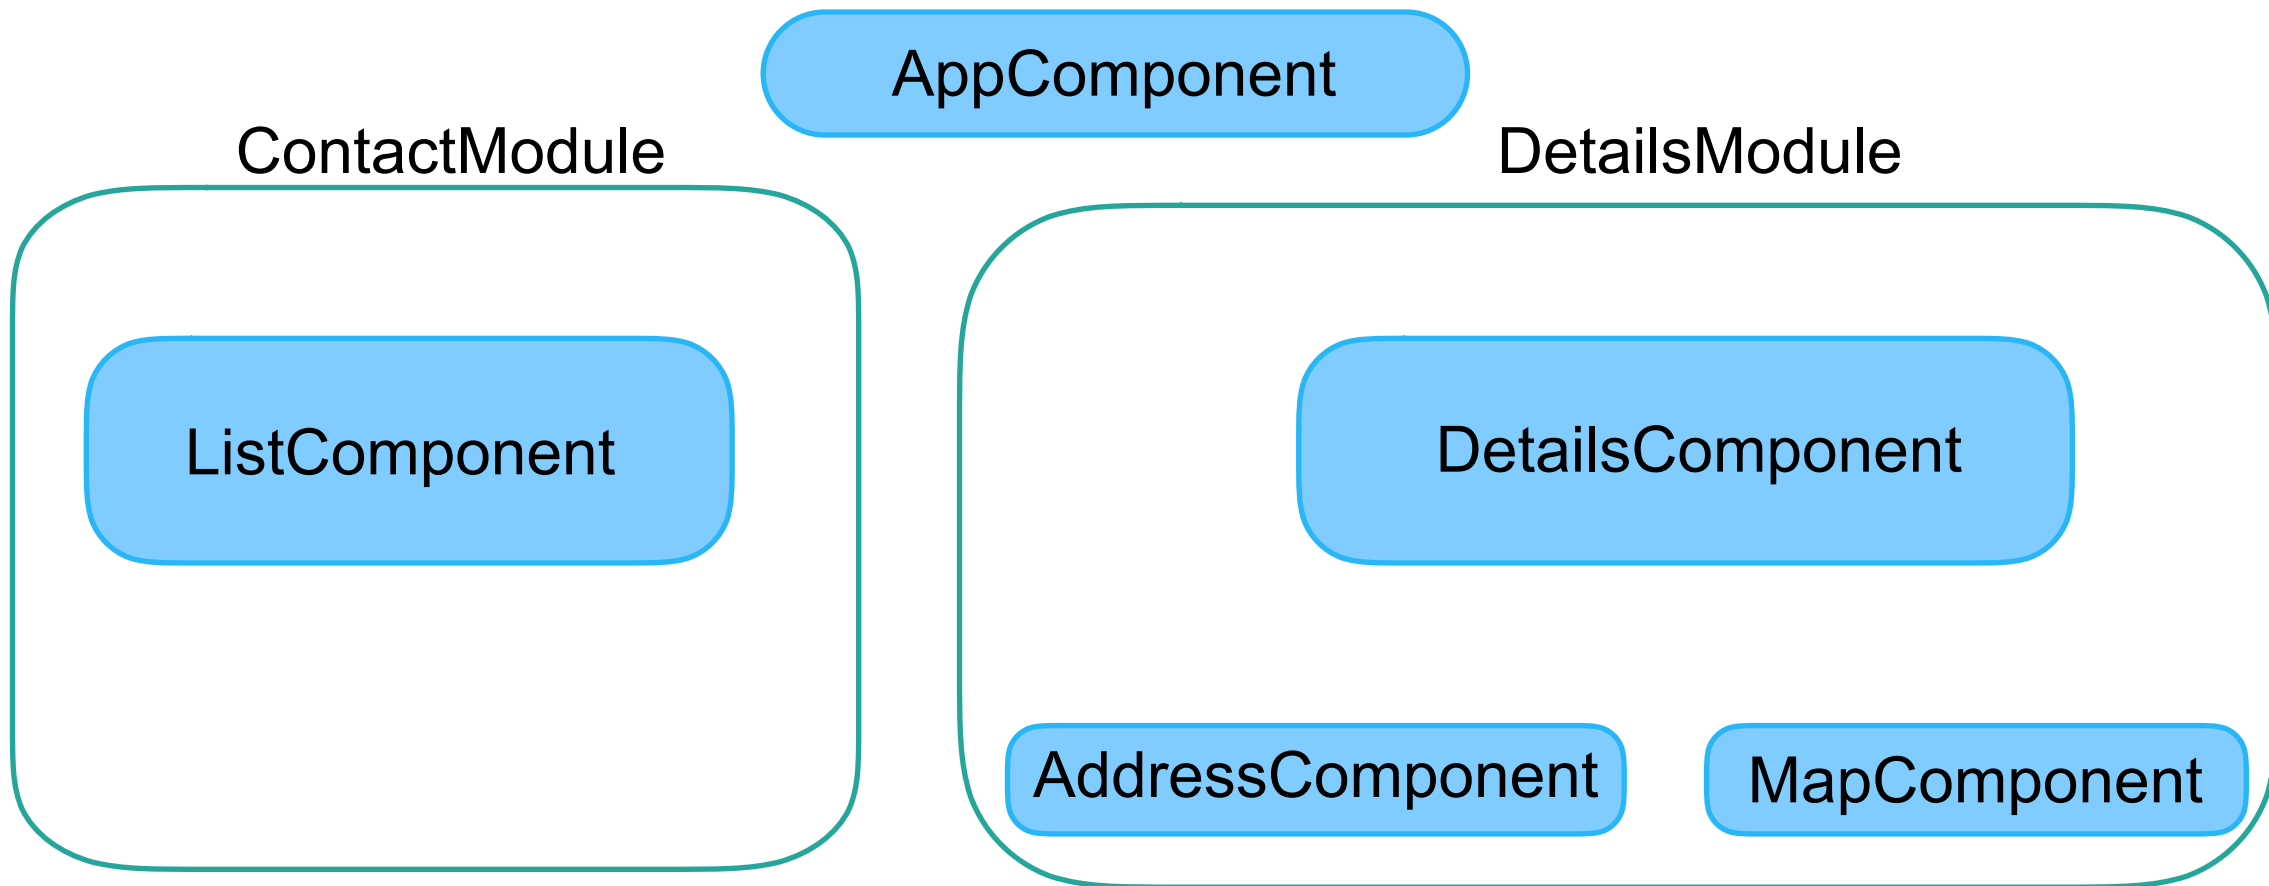 AppComponent
ContactModule
DetailsModule
ListComponent
DetailsComponent
AddressComponent
MapComponent